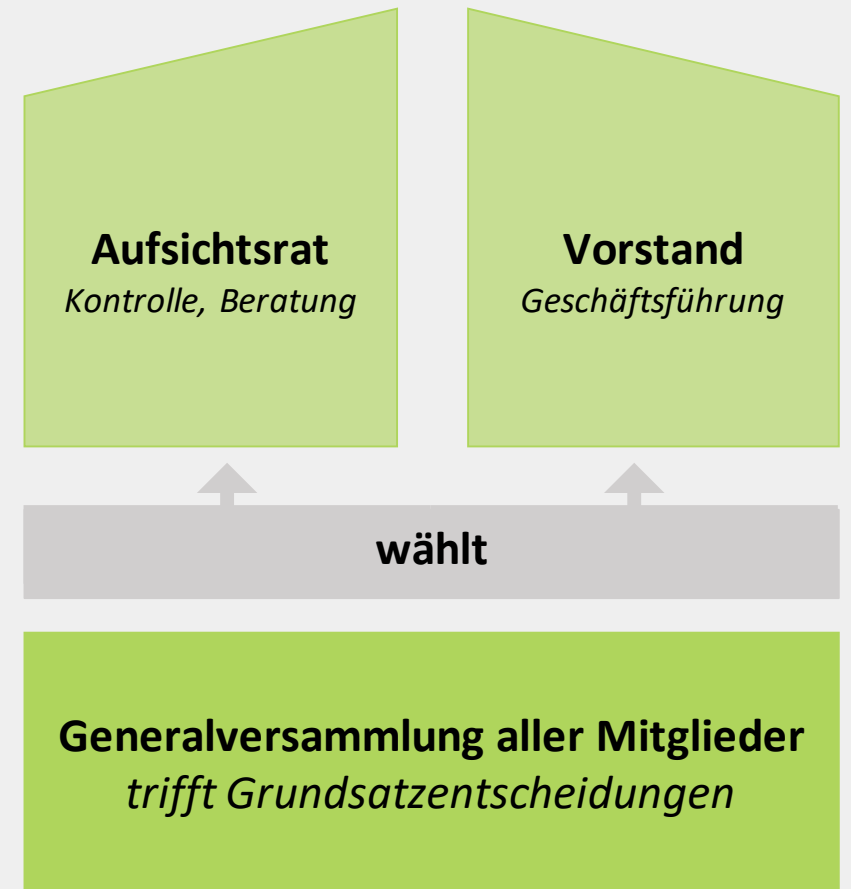 Aufsichtsrat
Kontrolle, Beratung
Vorstand
Geschäftsführung
wählt
Generalversammlung aller Mitglieder
trifft Grundsatzentscheidungen